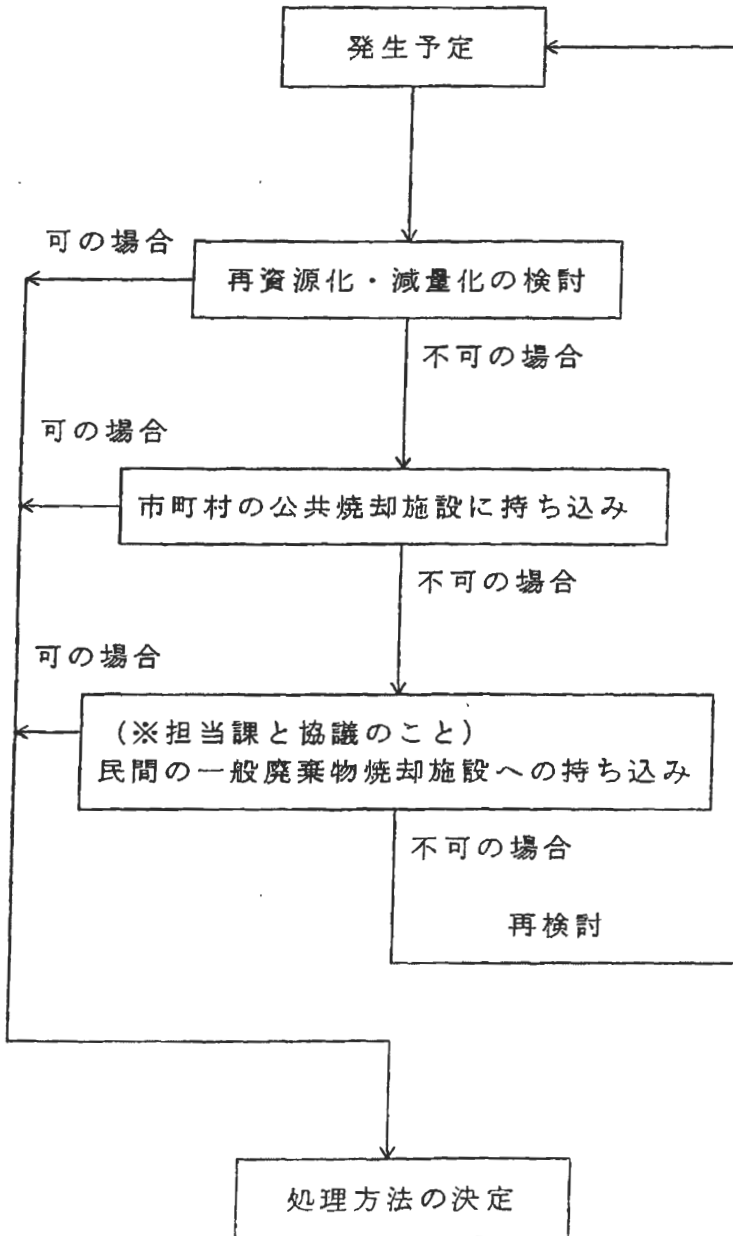 発生予定
可の場合
再資源化・減量化の検討
不可の場合
可の場合
市町村の公共焼却施設に持ち込み
不可の場合
可の場合
(※担当課と協議のこと)
民間の一般廃棄物焼却施設への持ち込み
不可の場合
再検討
処理方法の決定